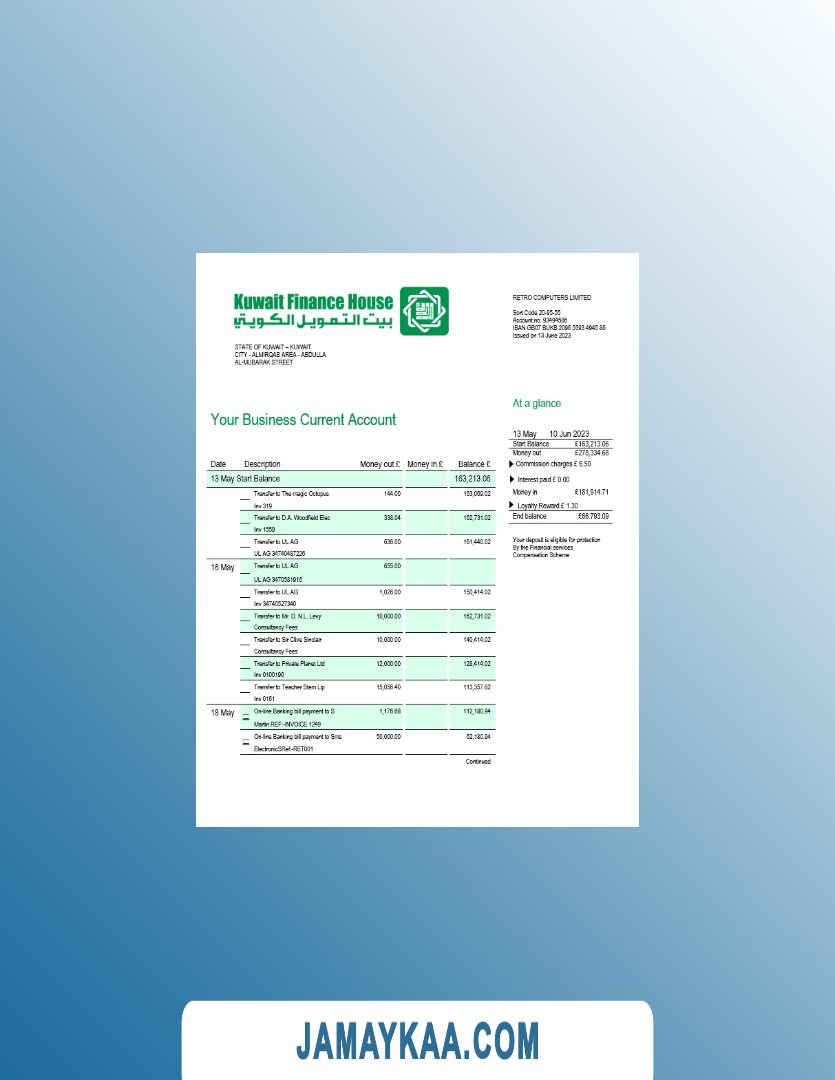 Kuwait Finance House
بيت التمويل الكويتي
STATE OF KUWAIT – KUWAIT
CITY - ALMIRQAB AREA - ABDULLA
AL-MUBARAK STREET
RETRO COMPUTERS LIMITED
Sort Code 20-95-55
Account no. 93494586
IBAN GB07 BUKB 2096 5593 4945 86
Issued on 13 June 2023
Your Business Current Account
At a glance
13 May 10 Jun 2023
Start Balance £163,213.06
Money out £278,334.68
Commission charges £ 6.50
Interest paid £ 0.00
Money in £181,914.71
Loyalty Reward £ 1.30
End balance £66.793.09
Your deposit is eligible for protection
By the Financial services
Compensation Scheme
Date Description Money out £ Money in £ Balance £
13 May Start Balance 163,213.06
Transfer to The magic Octopus 144.00 163,069.02
Inv 319
Transfer to D.A. Woodfield Elec 338.04 162,731.02
Inv 1559
Transfer to UL AG 636.00 161,440.02
UL AG 34740487226
16 May Transfer to UL AG 655.00
UL AG 3470581916
Transfer to UL AG 1,026.00 150,414.02
Inv 34740527340
Transfer to Mr. D. N.L. Levy 10,000.00 162,731.02
Consultancy Fees
Transfer to Sir Clive Sinclair 10,000.00 140,414.02
Consultancy Fees
Transfer to Private Planet Ltd 12,000.00 128,414.02
Inv 0100190
Transfer to Teacher Stem Lip 15,056.40 113,357.62
Inv 0161
18 May On-line Banking bill payment to S 1,176.68 112,180.94
Martin REF:-INVOICE 1249
On-line Banking bill payment to Sms 50,000.00 62,180.94
ElectronicSRef:-RET001
Continued
JAMAYKAA.COM